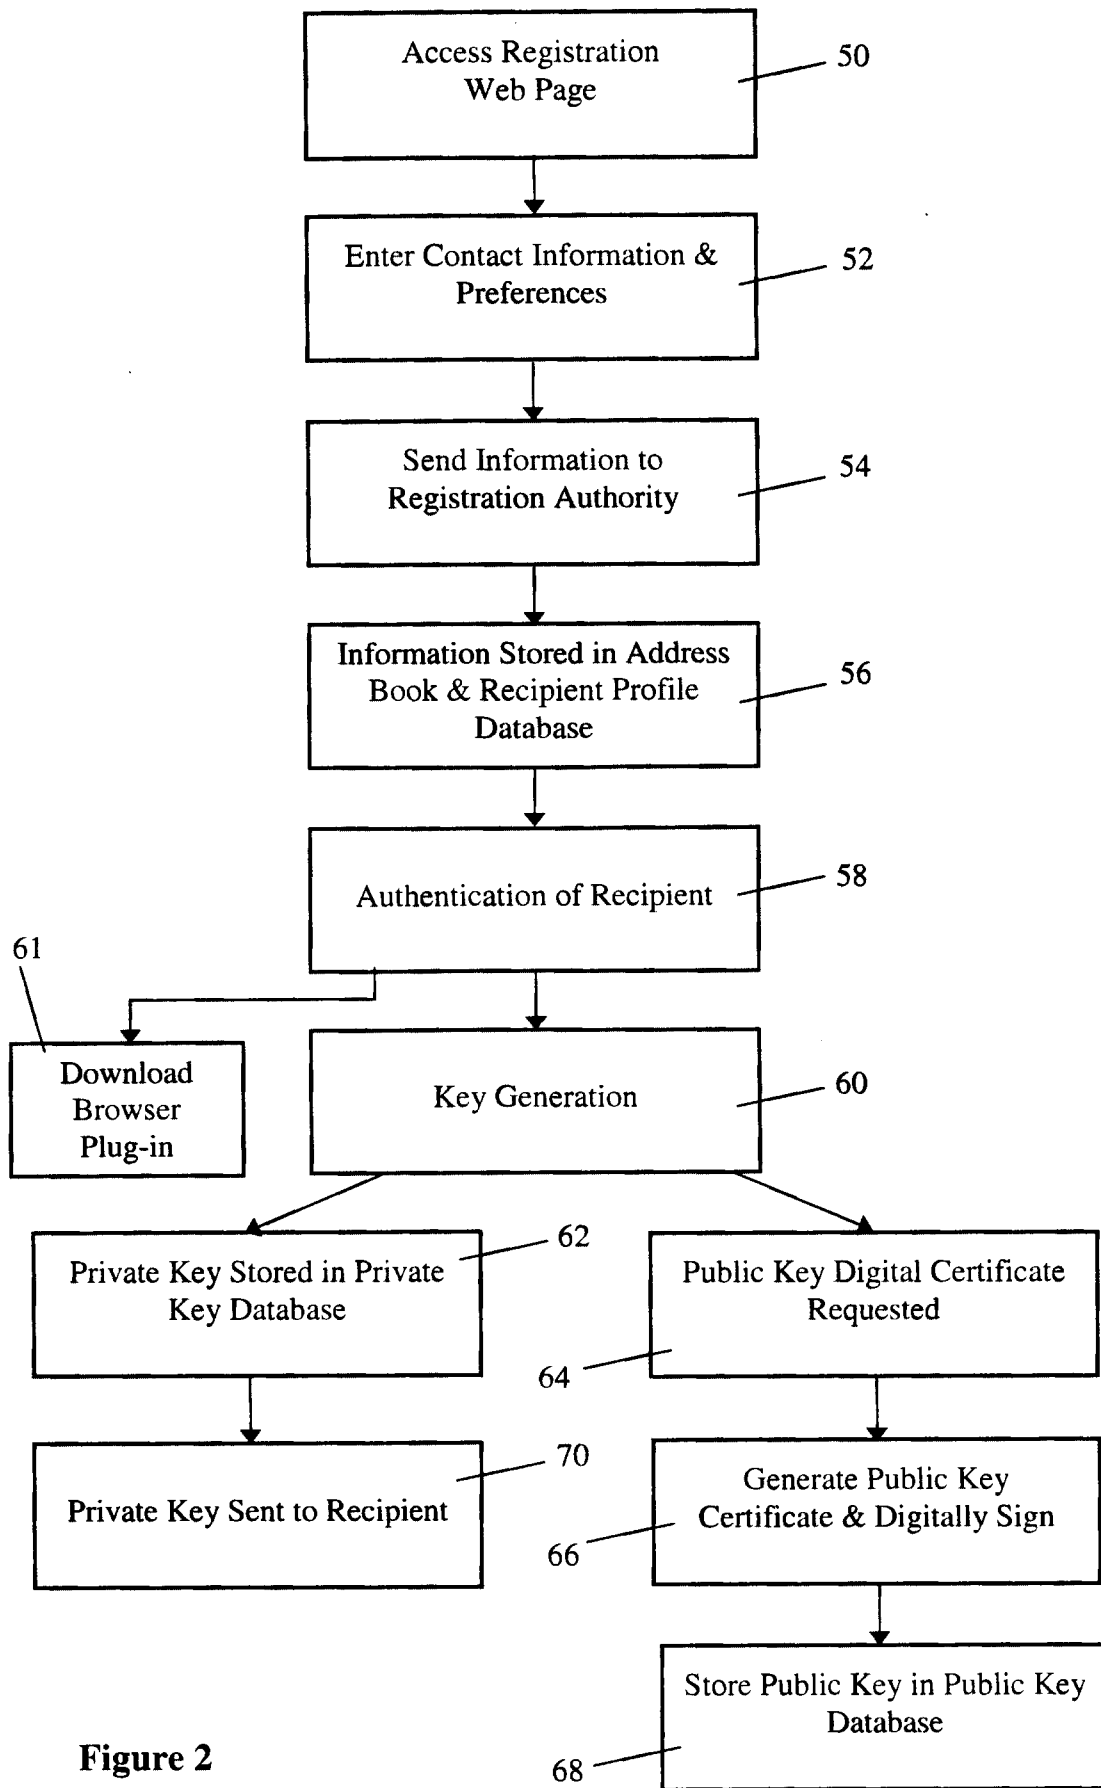 Access Registration
Web Page
50
Enter Contact Information &
Preferences
52
Send Information to
Registration Authority
54
Information Stored in Address
Book & Recipient Profile
Database
56
Authentication of Recipient
58
61
Download
Browser
Plug-in
Key Generation
60
Private Key Stored in Private
Key Database
62
Public Key Digital Certificate
Requested
64
Private Key Sent to Recipient
70
Generate Public Key
Certificate & Digitally Sign
66
Store Public Key in Public Key
Database
68
Figure 2